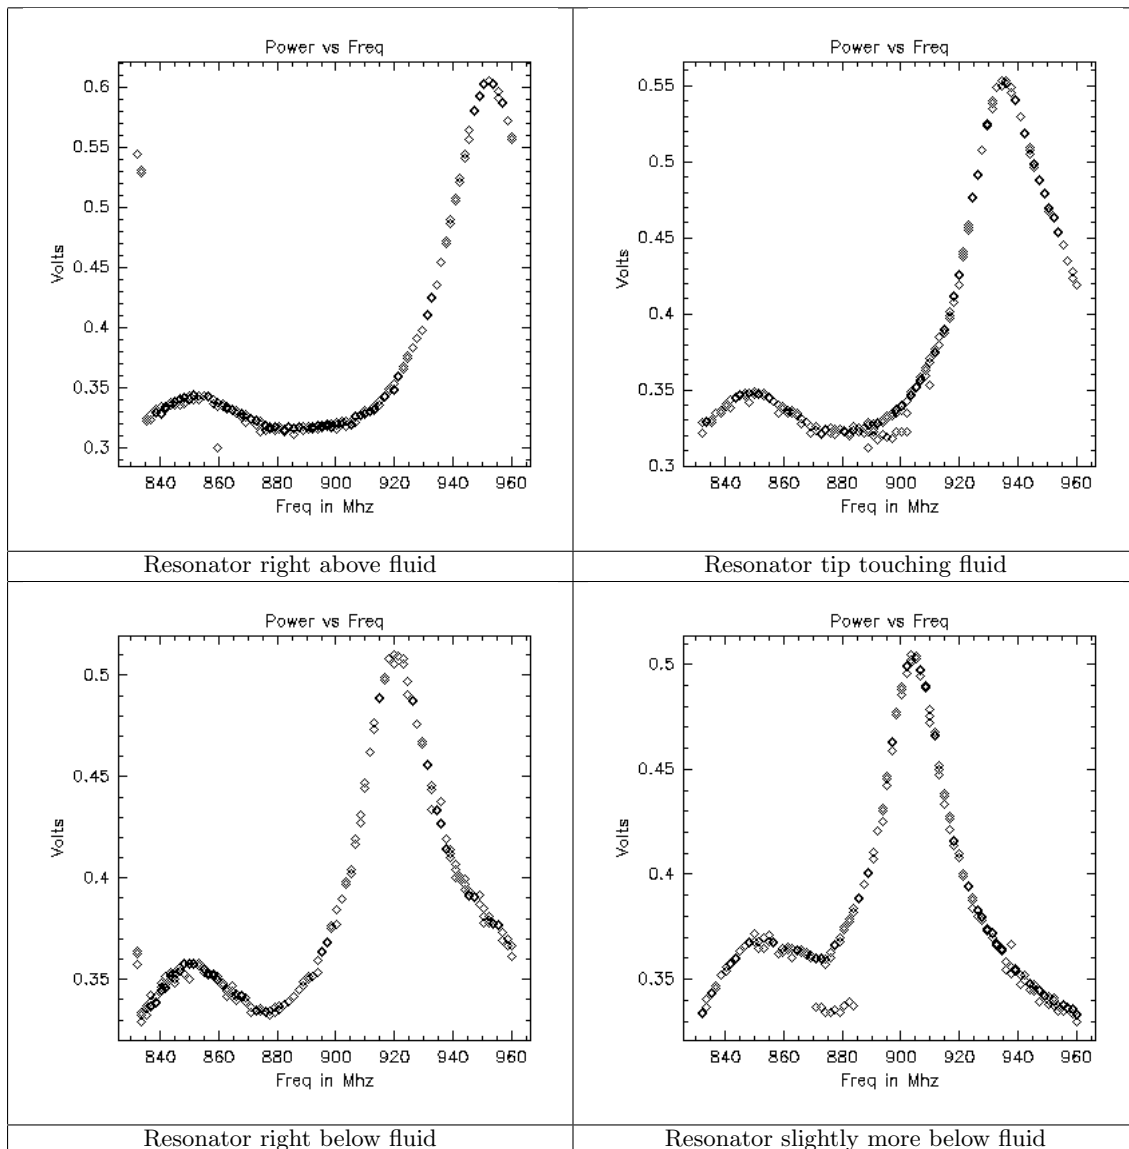 Power vs Freq
0.6
0.55
0.5
0.45
0.4
0.35
0.3
Volts
840 860 880 900 920 940 960
Freq in Mhz
Resonator right above fluid
Power vs Freq
0.55
0.5
0.45
0.4
0.35
0.3
Volts
840 860 880 900 920 940 960
Freq in Mhz
Resonator tip touching fluid
Power vs Freq
0.5
0.45
0.4
0.35
Volts
840 860 880 900 920 940 960
Freq in Mhz
Resonator right below fluid
Power vs Freq
0.5
0.45
0.4
0.35
Volts
840 860 880 900 920 940 960
Freq in Mhz
Resonator slightly more below fluid